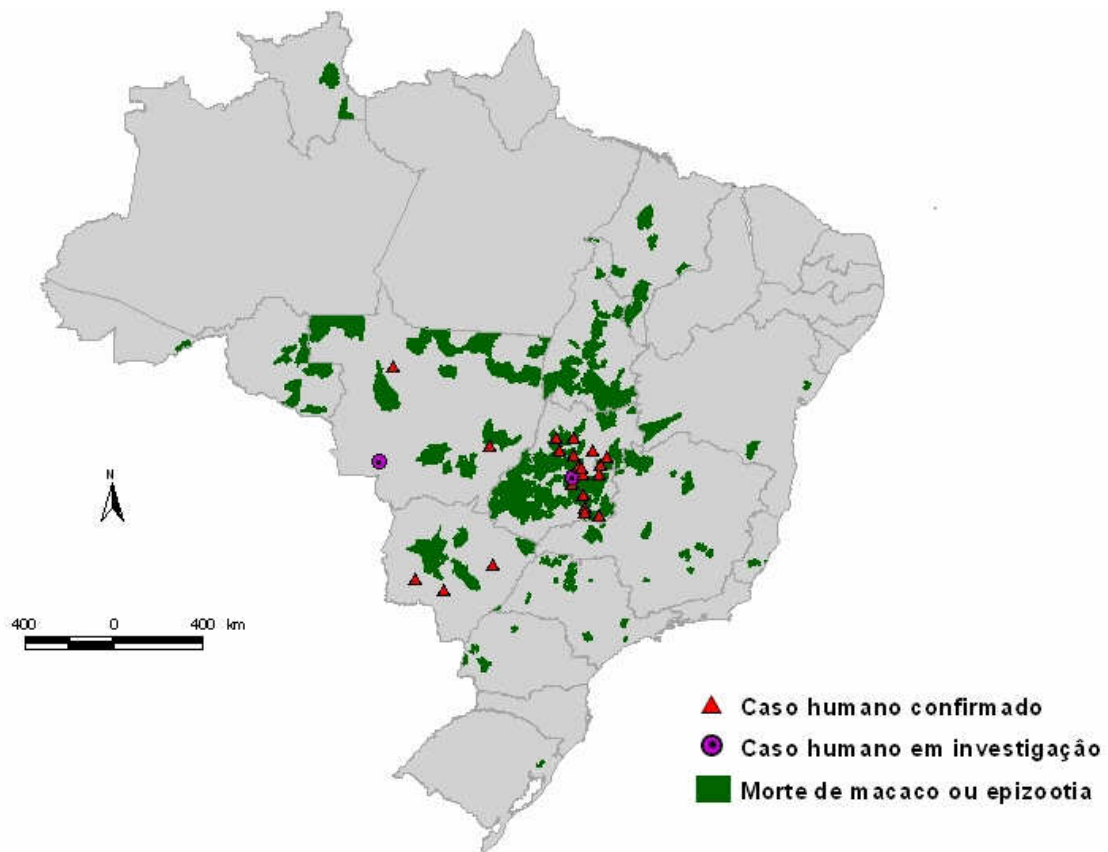 N
400 0 400 km
Caso humano confirmado
Caso humano em investigação
Morte de macaco ou epizootia